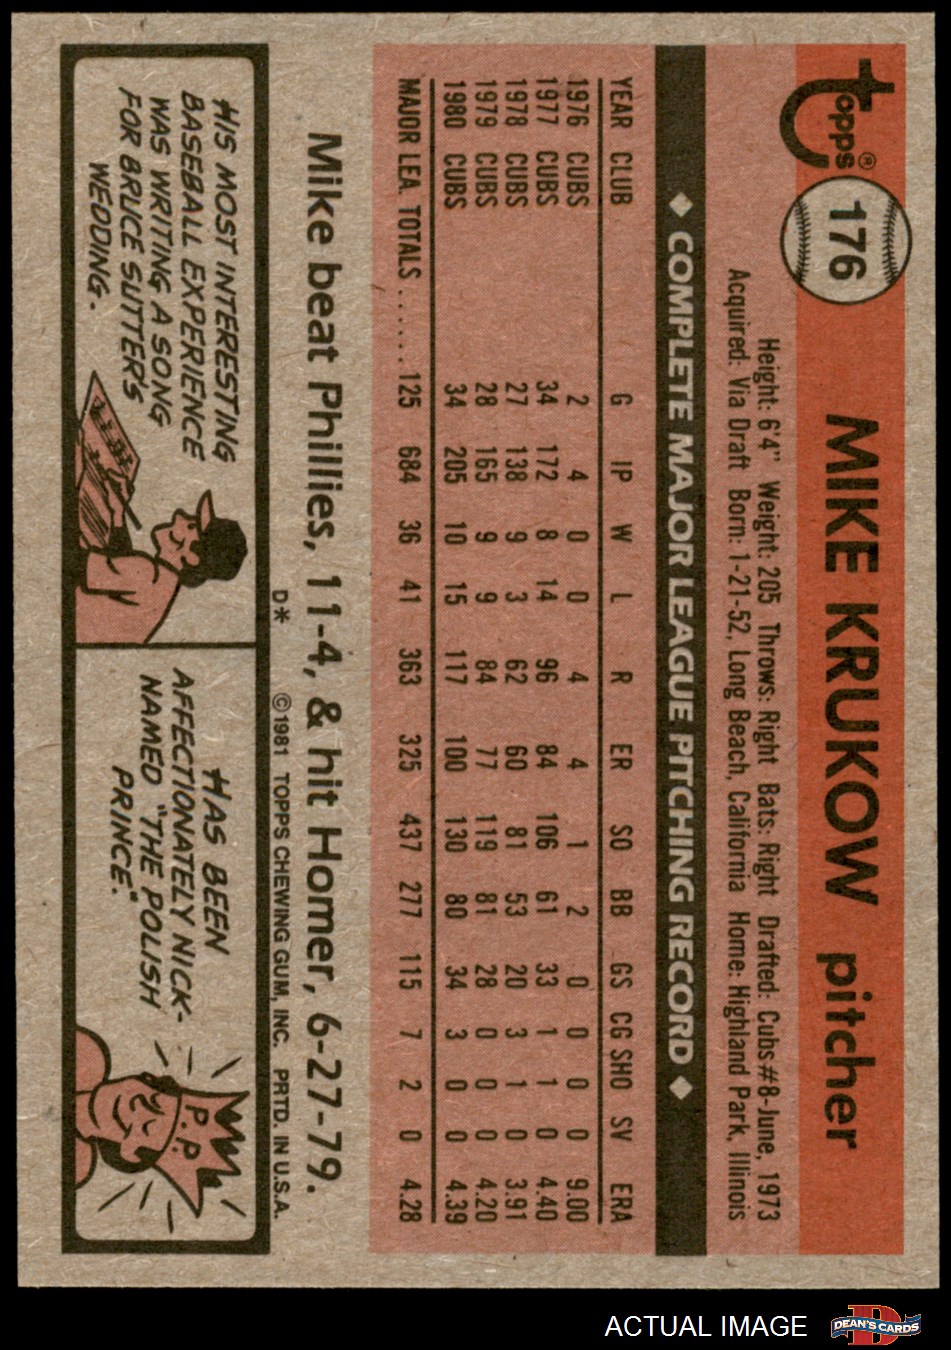 Topps®
176
MIKE KRUKOW pitcher
Height: 6'4" Weight: 205 Throws: Right Bats: Right Drafted: Cubs #8-June, 1973
Acquired: Via Draft Born: 1-21-52, Long Beach, California Home: Highland Park, Illinois
◆ COMPLETE MAJOR LEAGUE PITCHING RECORD ◆
YEAR CLUB G IP W L R ER SO BB GS CG SHO SV ERA
1976 CUBS 2 4 0 0 4 4 1 2 0 0 0 0 9.00
1977 CUBS 34 172 8 14 96 84 106 61 33 1 1 0 4.40
1978 CUBS 27 138 9 3 62 60 81 53 20 3 1 0 3.91
1979 CUBS 28 165 9 9 84 77 119 81 28 0 0 0 4.20
1980 CUBS 34 205 10 15 117 100 130 80 34 3 0 0 4.39
MAJOR LEA. TOTALS ...... 125 684 36 41 363 325 437 277 115 7 2 0 4.28
Mike beat Phillies, 11-4, & hit Homer, 6-27-79.
D* ©1981 TOPPS CHEWING GUM, INC. PRTD. IN U.S.A.
HIS MOST INTERESTING
BASEBALL EXPERIENCE
WAS WRITING A SONG
FOR BRUCE SUTTER'S
WEDDING.
HAS BEEN
AFFECTIONATELY NICK-
NAMED "THE POLISH
PRINCE."
P.P.
ACTUAL IMAGE
D
DEAN'S CARDS